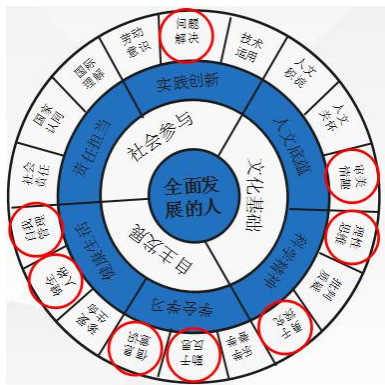 全面发
展的人
文化基础
自主发展
社会参与
人文底蕴
科学精神
学会学习
健康生活
责任担当
实践创新
人文
积淀
人文
关怀
审美
情趣
理性
思维
批判
质疑
勇于
探究
乐学
善学
勤于
反思
信息
意识
珍爱
生命
健全
人格
自我
管理
社会
责任
国家
认同
国际
理解
劳动
意识
问题
解决
技术
运用